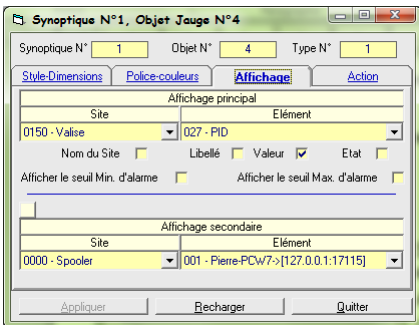 Synoptique N°1, Objet Jauge N°4
Synoptique N° 1 Objet N° 4 Type N° 1
Style-Dimensions Police-couleurs Affichage Action
Affichage principal
Site Elément
0150 - Valise 027 - PID
Nom du Site Libellé Valeur Etat
Afficher le seuil Min. d'alarme Afficher le seuil Max. d'alarme
Affichage secondaire
Site Elément
0000 - Spooler 001 - Pierre-PCW7->[127.0.0.1:17115]
Appliquer Recharger Quitter